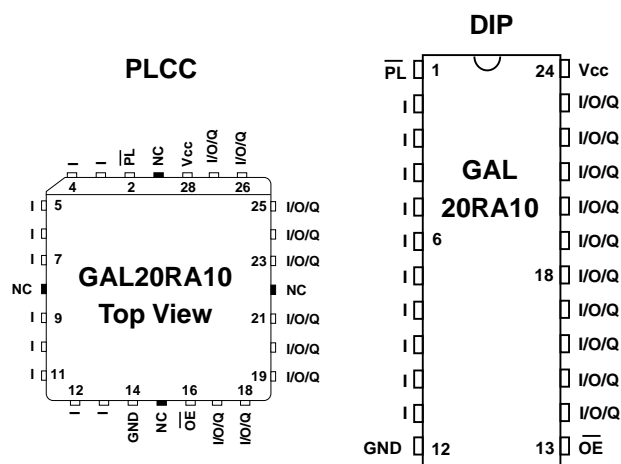 PLCC
I I PL NC Vcc I/O/Q I/O/Q
4 2 28 26
I 5 25 I/O/Q
I I/O/Q
I 7 23 I/O/Q
GAL20RA10
NC NC
Top View
I 9 21 I/O/Q
I I/O/Q
I 11 19 I/O/Q
12 14 16 18
I I GND NC OE I/O/Q I/O/Q
DIP
PL 1 24 Vcc
I I/O/Q
I I/O/Q
I GAL I/O/Q
I 20RA10 I/O/Q
I 6 I/O/Q
I 18 I/O/Q
I I/O/Q
I I/O/Q
I I/O/Q
I I/O/Q
GND 12 13 OE